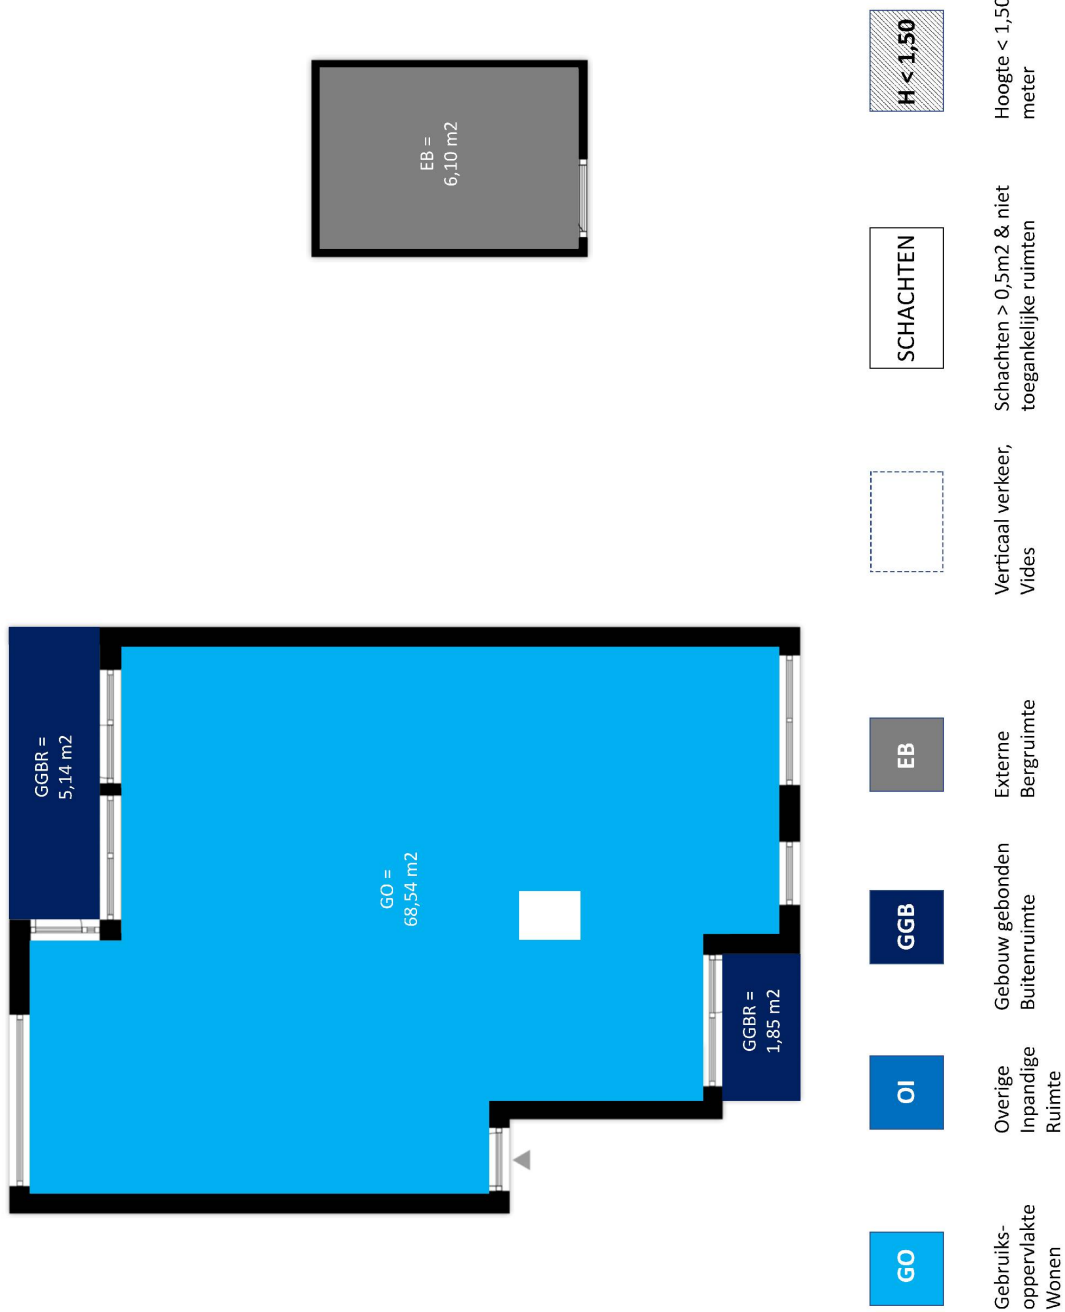 GGBR =
5,14 m2
GO =
68,54 m2
GGBR =
1,85 m2
EB =
6,10 m2
GO
Gebruiks-
oppervlakte
Wonen
OI
Overige
Inpandige
Ruimte
GGB
Gebouw gebonden
Buitenruimte
EB
Externe
Bergruimte
Verticaal verkeer,
Vides
SCHACHTEN
Schachten > 0,5m2 & niet
toegankelijke ruimten
H < 1,50
Hoogte < 1,50
meter